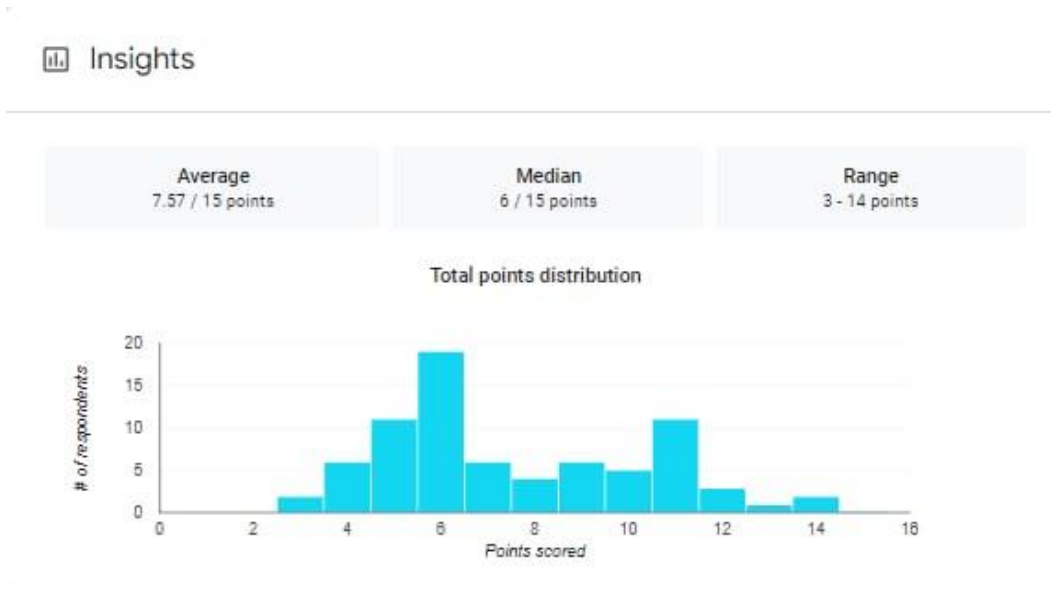 Insights
Average
7.57 / 15 points
Median
6 / 15 points
Range
3 - 14 points
Total points distribution
# of respondents
20
15
10
5
0
0 2 4 6 8 10 12 14 16
Points scored